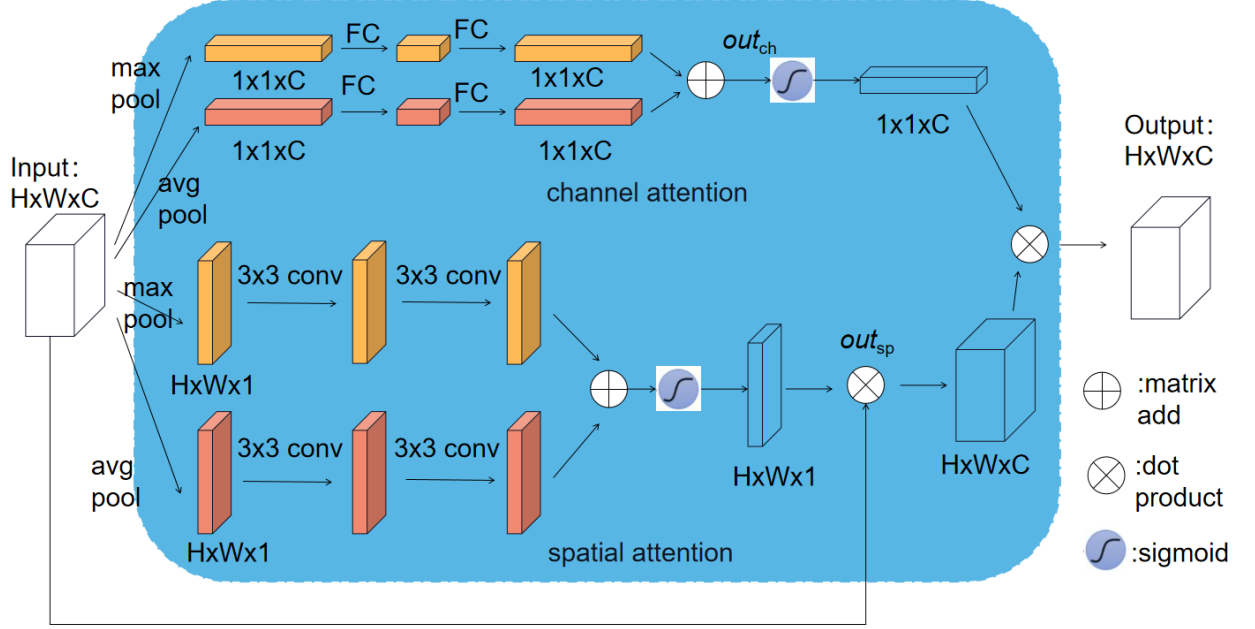 Input:
HxWxC
max
pool
avg
pool
FC
FC
1x1xC
FC
FC
1x1xC
1x1xC
1x1xC
out_ch
1x1xC
channel attention
Output:
HxWxC
max
pool
3x3 conv
3x3 conv
HxWx1
avg
pool
3x3 conv
3x3 conv
HxWx1
out_sp
HxWx1
HxWxC
spatial attention
:matrix
add
:dot
product
:sigmoid